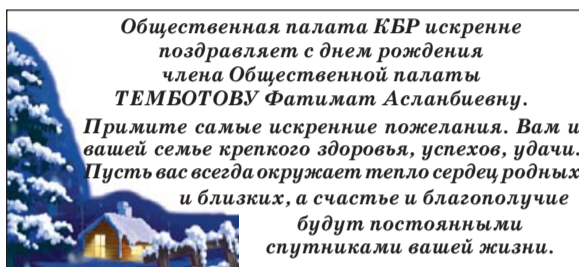 Общественная палата КБР искренне
поздравляет с днем рождения
члена Общественной палаты
ТЕМБОТОВУ Фатимат Асланбиевну.
Примите самые искренние пожелания. Вам и
вашей семье крепкого здоровья, успехов, удачи.
Пусть вас всегда окружает тепло сердец родных
и близких, а счастье и благополучие
будут постоянными
спутниками вашей жизни.